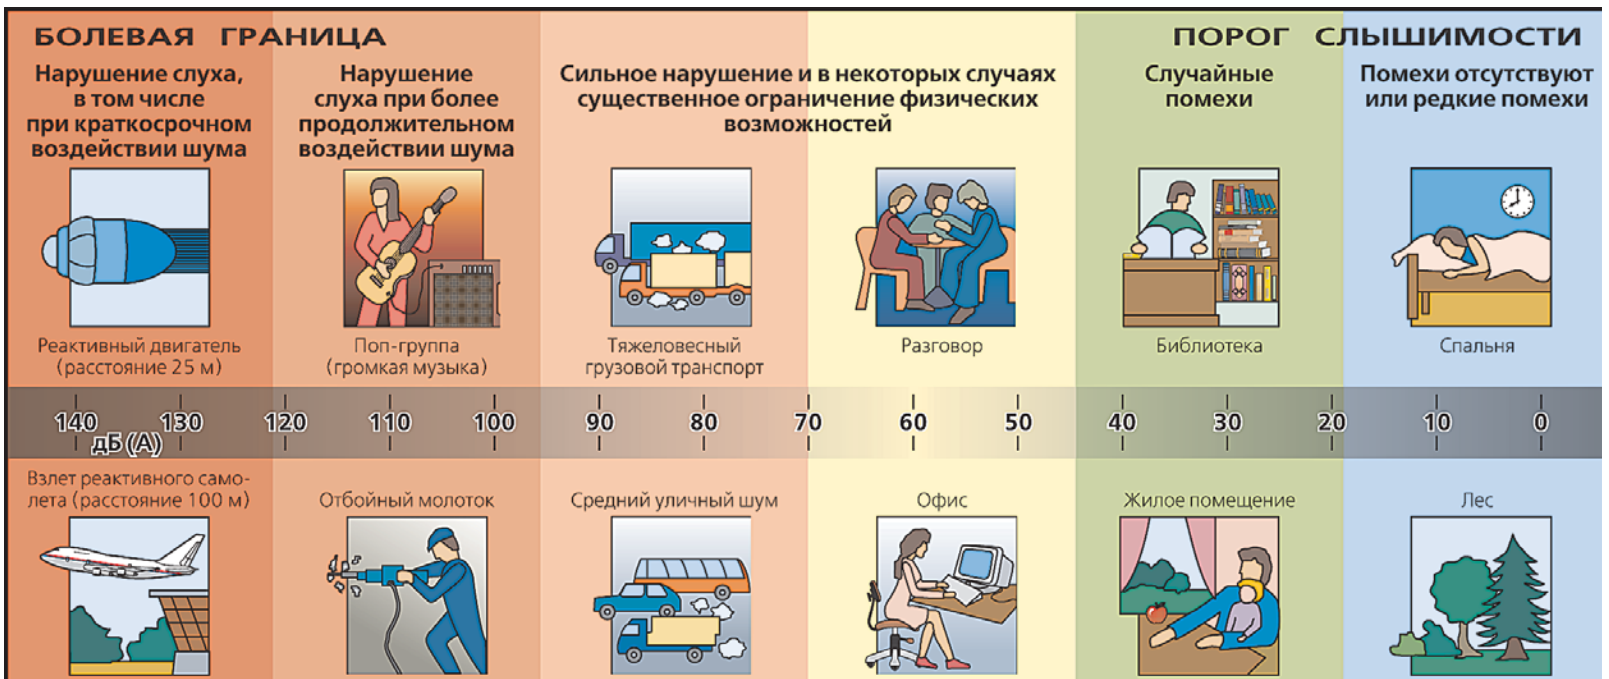 БОЛЕВАЯ ГРАНИЦА
ПОРОГ СЛЫШИМОСТИ
Нарушение слуха,
в том числе
при краткосрочном
воздействии шума
Нарушение
слуха при более
продолжительном
воздействии шума
Сильное нарушение и в некоторых случаях
существенное ограничение физических
возможностей
Случайные
помехи
Помехи отсутствуют
или редкие помехи
Реактивный двигатель
(расстояние 25 м)
Поп-группа
(громкая музыка)
Тяжеловесный
грузовой транспорт
Разговор
Библиотека
Спальня
140 130 120 110 100 90 80 70 60 50 40 30 20 10 0
дБ (А)
Взлет реактивного само-
лета (расстояние 100 м)
Отбойный молоток
Средний уличный шум
Офис
Жилое помещение
Лес